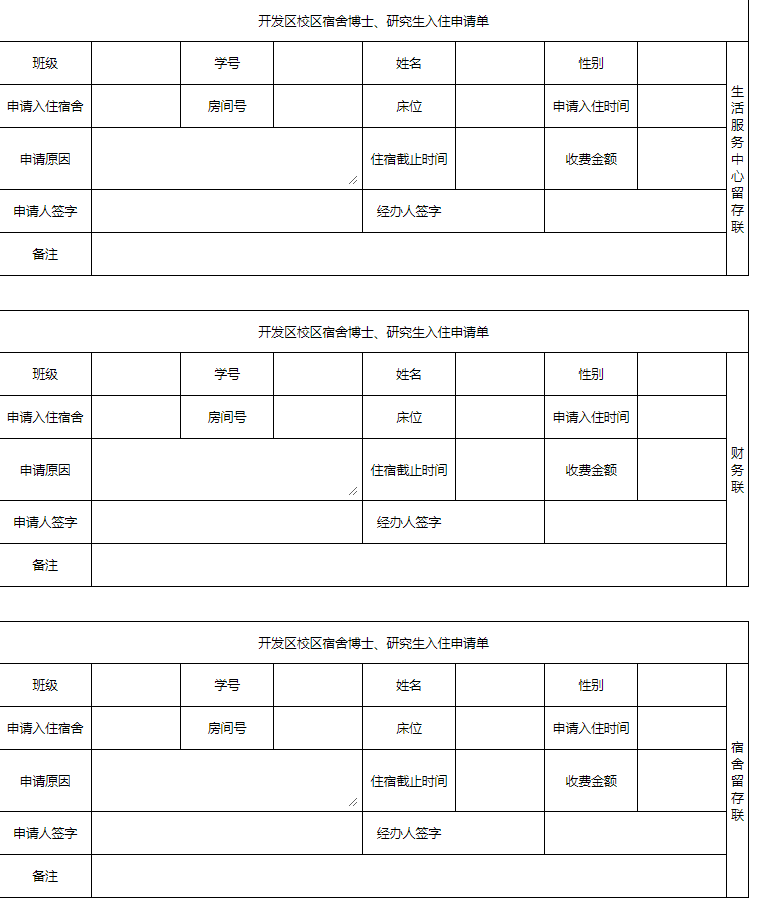 开发区校区宿舍博士、研究生入住申请单
班级 学号 姓名 性别
申请入住宿舍 房间号 床位 申请入住时间
申请原因 住宿截止时间 收费金额
申请人签字 经办人签字
备注
生活服务中心留存联
开发区校区宿舍博士、研究生入住申请单
班级 学号 姓名 性别
申请入住宿舍 房间号 床位 申请入住时间
申请原因 住宿截止时间 收费金额
申请人签字 经办人签字
备注
财务联
开发区校区宿舍博士、研究生入住申请单
班级 学号 姓名 性别
申请入住宿舍 房间号 床位 申请入住时间
申请原因 住宿截止时间 收费金额
申请人签字 经办人签字
备注
宿舍留存联